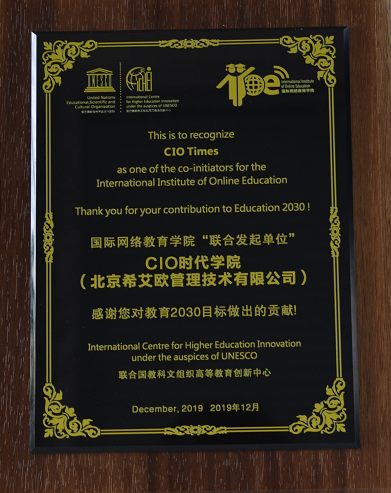 United Nations
Educational, Scientific and
Cultural Organization
International Centre
for Higher Education Innovation
under the auspices of UNESCO
International Institute
of Online Education
国际网络教育学院
This is to recognize
CIO Times
as one of the co-initiators for the
International Institute of Online Education
Thank you for your contribution to Education 2030 !
国际网络教育学院“联合发起单位”
CIO时代学院
（北京希艾欧管理技术有限公司）
感谢您对教育2030目标做出的贡献!
International Centre for Higher Education Innovation
under the auspices of UNESCO
联合国教科文组织高等教育创新中心
December, 2019 2019年12月